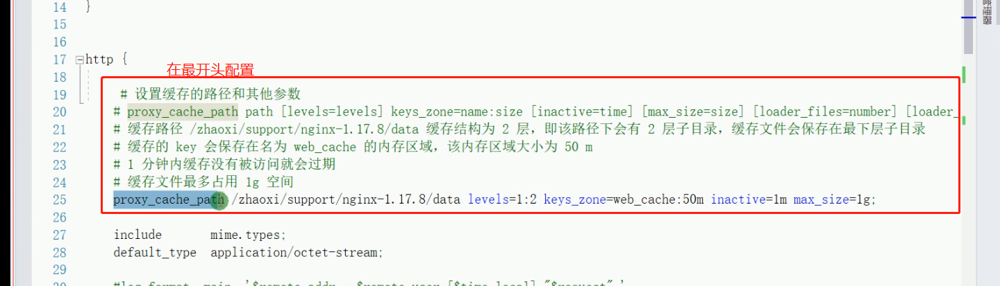 14 }
15
16
17 http {
在最开头配置
18
19 # 设置缓存的路径和其他参数
20 # proxy_cache_path path [levels=levels] keys_zone=name:size [inactive=time] [max_size=size] [loader_files=number] [loader_
21 # 缓存路径 /zhaoxi/support/nginx-1.17.8/data 缓存结构为 2 层，即该路径下会有 2 层子目录，缓存文件会保存在最下层子目录
22 # 缓存的 key 会保存在名为 web_cache 的内存区域，该内存区域大小为 50 m
23 # 1 分钟内缓存没有被访问就会过期
24 # 缓存文件最多占用 1g 空间
25 proxy_cache_path /zhaoxi/support/nginx-1.17.8/data levels=1:2 keys_zone=web_cache:50m inactive=1m max_size=1g;
26
27 include mime.types;
28 default_type application/octet-stream;
29
30 #log_format main '$remote_addr - $remote_user [$time_local] "$request" '
管理器